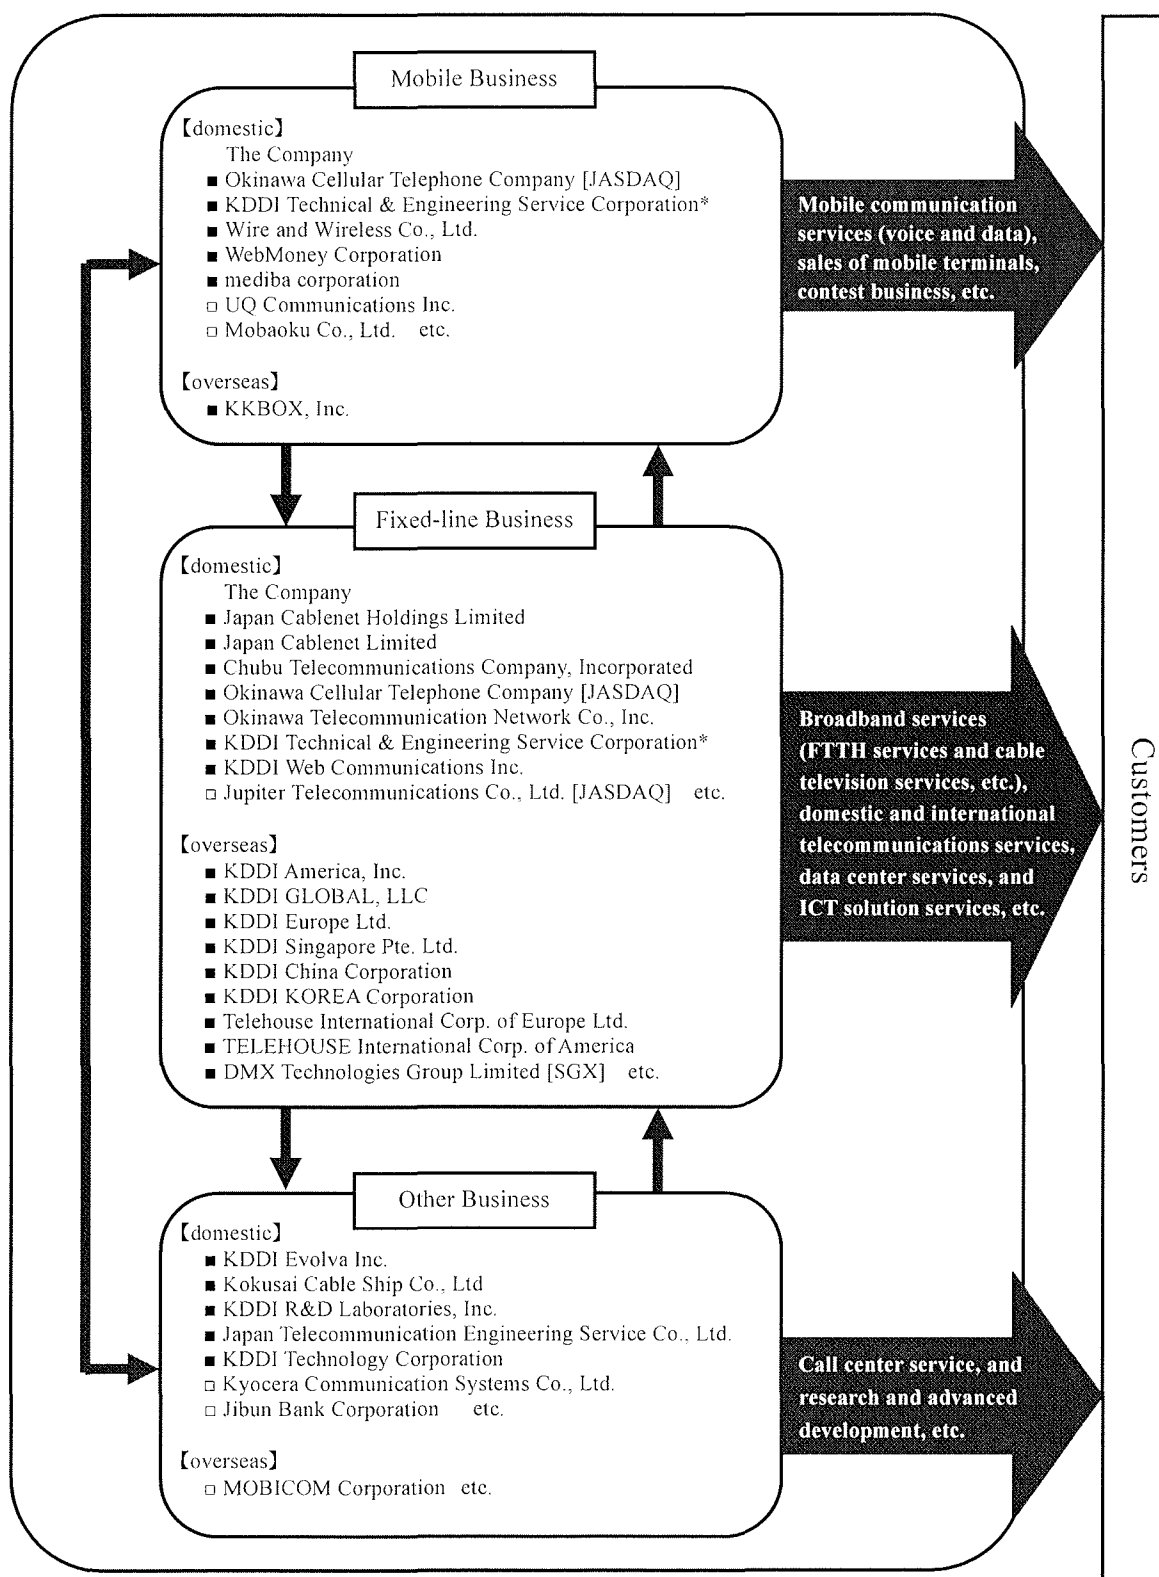 Mobile Business
【domestic】
The Company
■ Okinawa Cellular Telephone Company [JASDAQ]
■ KDDI Technical & Engineering Service Corporation*
■ Wire and Wireless Co., Ltd.
■ WebMoney Corporation
■ mediba corporation
□ UQ Communications Inc.
□ Mobaoku Co., Ltd. etc.
【overseas】
■ KKBOX, Inc.
Mobile communication
services (voice and data),
sales of mobile terminals,
contest business, etc.
Fixed-line Business
【domestic】
The Company
■ Japan Cablenet Holdings Limited
■ Japan Cablenet Limited
■ Chubu Telecommunications Company, Incorporated
■ Okinawa Cellular Telephone Company [JASDAQ]
■ Okinawa Telecommunication Network Co., Inc.
■ KDDI Technical & Engineering Service Corporation*
■ KDDI Web Communications Inc.
□ Jupiter Telecommunications Co., Ltd. [JASDAQ] etc.
【overseas】
■ KDDI America, Inc.
■ KDDI GLOBAL, LLC
■ KDDI Europe Ltd.
■ KDDI Singapore Pte. Ltd.
■ KDDI China Corporation
■ KDDI KOREA Corporation
■ Telehouse International Corp. of Europe Ltd.
■ TELEHOUSE International Corp. of America
■ DMX Technologies Group Limited [SGX] etc.
Broadband services
(FTTH services and cable
television services, etc.),
domestic and international
telecommunications services,
data center services, and
ICT solution services, etc.
Other Business
【domestic】
■ KDDI Evolva Inc.
■ Kokusai Cable Ship Co., Ltd
■ KDDI R&D Laboratories, Inc.
■ Japan Telecommunication Engineering Service Co., Ltd.
■ KDDI Technology Corporation
□ Kyocera Communication Systems Co., Ltd.
□ Jibun Bank Corporation etc.
【overseas】
□ MOBICOM Corporation etc.
Call center service, and
research and advanced
development, etc.
Customers